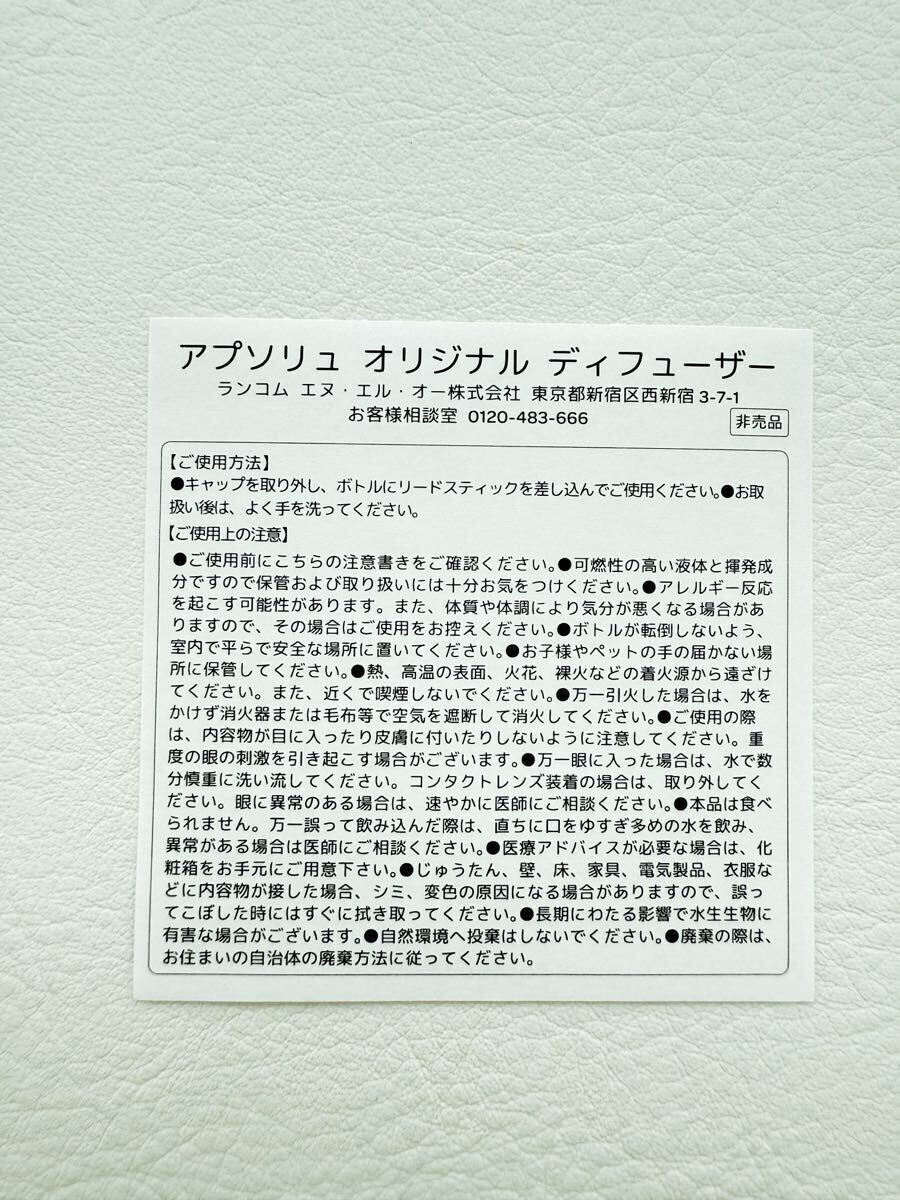 アプソリュ オリジナル ディフューザー
ランコム エヌ・エル・オー株式会社 東京都新宿区西新宿3-7-1
お客様相談室 0120-483-666
非売品
【ご使用方法】
●キャップを取り外し、ボトルにリードスティックを差し込んでご使用ください。●お取
扱い後は、よく手を洗ってください。
【ご使用上の注意】
●ご使用前にこちらの注意書きをご確認ください。●可燃性の高い液体と揮発成
分ですので保管および取り扱いには十分お気をつけください。●アレルギー反応
を起こす可能性があります。また、体質や体調により気分が悪くなる場合があ
りますので、その場合はご使用をお控えください。●ボトルが転倒しないよう、
室内で平らで安全な場所に置いてください。●お子様やペットの手の届かない場
所に保管してください。●熱、高温の表面、火花、裸火などの着火源から遠ざけ
てください。また、近くで喫煙しないでください。●万一引火した場合は、水を
かけず消火器または毛布等で空気を遮断して消火してください。●ご使用の際
は、内容物が目に入ったり皮膚に付いたりしないように注意してください。重
度の眼の刺激を引き起こす場合がございます。●万一眼に入った場合は、水で数
分慎重に洗い流してください。コンタクトレンズ装着の場合は、取り外してく
ださい。眼に異常のある場合は、速やかに医師にご相談ください。●本品は食べ
られません。万一誤って飲み込んだ際は、直ちに口をゆすぎ多めの水を飲み、
異常がある場合は医師にご相談ください。●医療アドバイスが必要な場合は、化
粧箱をお手元にご用意下さい。●じゅうたん、壁、床、家具、電気製品、衣服な
どに内容物が接した場合、シミ、変色の原因になる場合がありますので、誤っ
てこぼした時にはすぐに拭き取ってください。●長期にわたる影響で水生生物に
有害な場合がございます。●自然環境へ投棄はしないでください。●廃棄の際は、
お住まいの自治体の廃棄方法に従ってください。